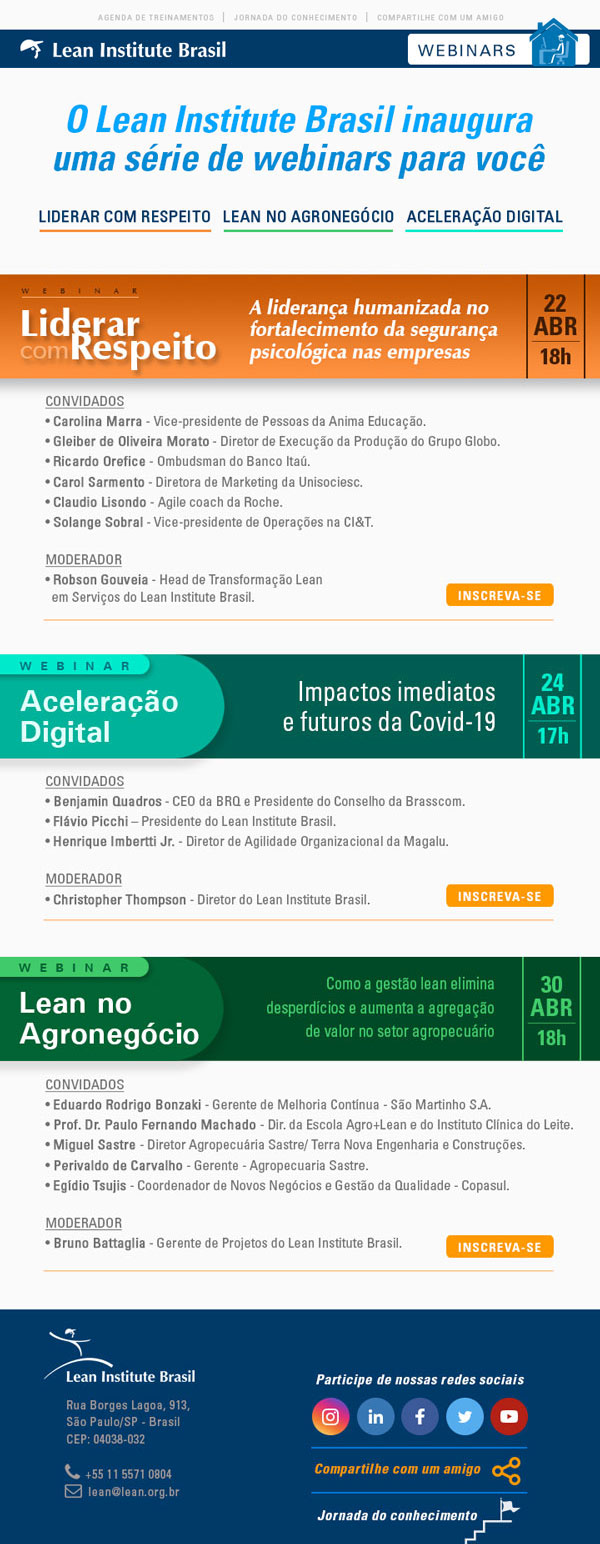 AGENDA DE TREINAMENTOS | JORNADA DO CONHECIMENTO | COMPARTILHE COM UM AMIGO
Lean Institute Brasil
WEBINARS
O Lean Institute Brasil inaugura
uma série de webinars para você
LIDERAR COM RESPEITO LEAN NO AGRONEGÓCIO ACELERAÇÃO DIGITAL
WEBINAR
Liderar
comRespeito
A liderança humanizada no
fortalecimento da segurança
psicológica nas empresas
22
ABR
18h
CONVIDADOS
• Carolina Marra - Vice-presidente de Pessoas da Anima Educação.
• Gleiber de Oliveira Morato - Diretor de Execução da Produção do Grupo Globo.
• Ricardo Orefice - Ombudsman do Banco Itaú.
• Carol Sarmento - Diretora de Marketing da Unisociesc.
• Claudio Lisondo - Agile coach da Roche.
• Solange Sobral - Vice-presidente de Operações na CI&T.
MODERADOR
• Robson Gouveia - Head de Transformação Lean
em Serviços do Lean Institute Brasil.
INSCREVA-SE
WEBINAR
Aceleração
Digital
Impactos imediatos
e futuros da Covid-19
24
ABR
17h
CONVIDADOS
• Benjamin Quadros - CEO da BRQ e Presidente do Conselho da Brasscom.
• Flávio Picchi – Presidente do Lean Institute Brasil.
• Henrique Imbertti Jr. - Diretor de Agilidade Organizacional da Magalu.
MODERADOR
• Christopher Thompson - Diretor do Lean Institute Brasil.
INSCREVA-SE
WEBINAR
Lean no
Agronegócio
Como a gestão lean elimina
desperdícios e aumenta a agregação
de valor no setor agropecuário
30
ABR
18h
CONVIDADOS
• Eduardo Rodrigo Bonzaki - Gerente de Melhoria Contínua - São Martinho S.A.
• Prof. Dr. Paulo Fernando Machado - Dir. da Escola Agro+Lean e do Instituto Clínica do Leite.
• Miguel Sastre - Diretor Agropecuária Sastre/ Terra Nova Engenharia e Construções.
• Perivaldo de Carvalho - Gerente - Agropecuaria Sastre.
• Egídio Tsujis - Coordenador de Novos Negócios e Gestão da Qualidade - Copasul.
MODERADOR
• Bruno Battaglia - Gerente de Projetos do Lean Institute Brasil.
INSCREVA-SE
Lean Institute Brasil
Rua Borges Lagoa, 913,
São Paulo/SP - Brasil
CEP: 04038-032
+55 11 5571 0804
lean@lean.org.br
Participe de nossas redes sociais
Compartilhe com um amigo
Jornada do conhecimento